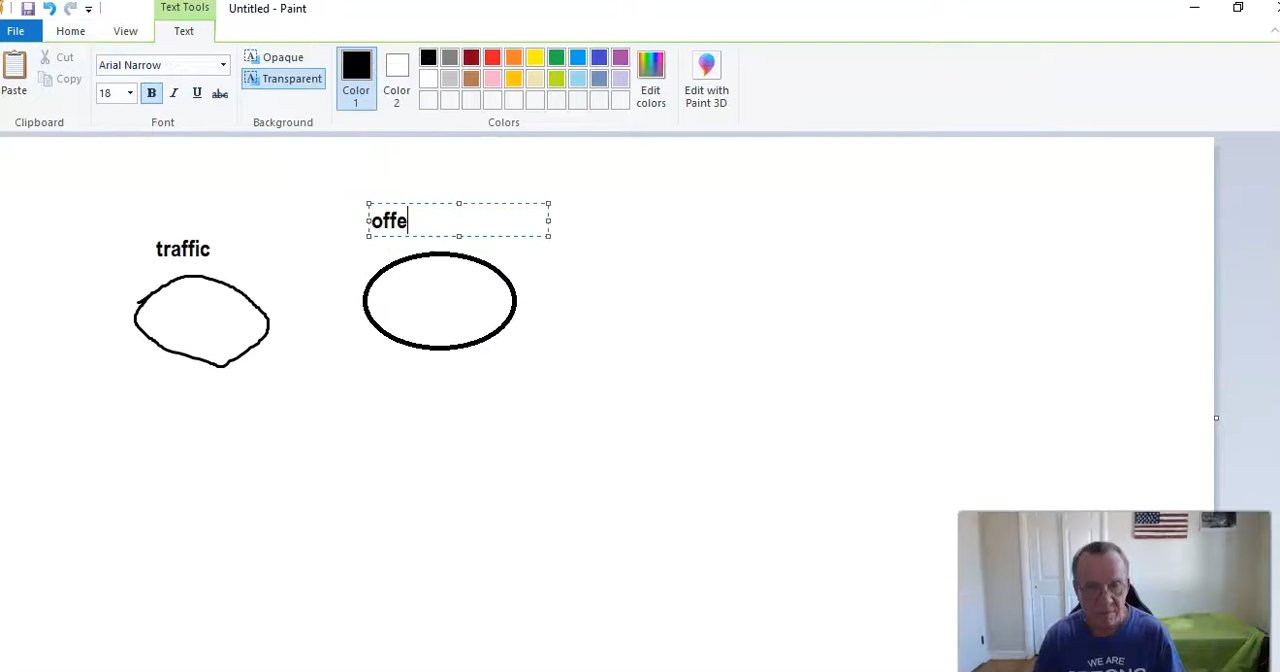 Text Tools
Untitled - Paint
File
Home
View
Text
Paste
Cut
Copy
Clipboard
Arial Narrow
18
B
I
U
abc
Font
Opaque
Transparent
Background
Color 1
Color 2
Edit colors
Colors
Edit with Paint 3D
offe
traffic
WE ARE